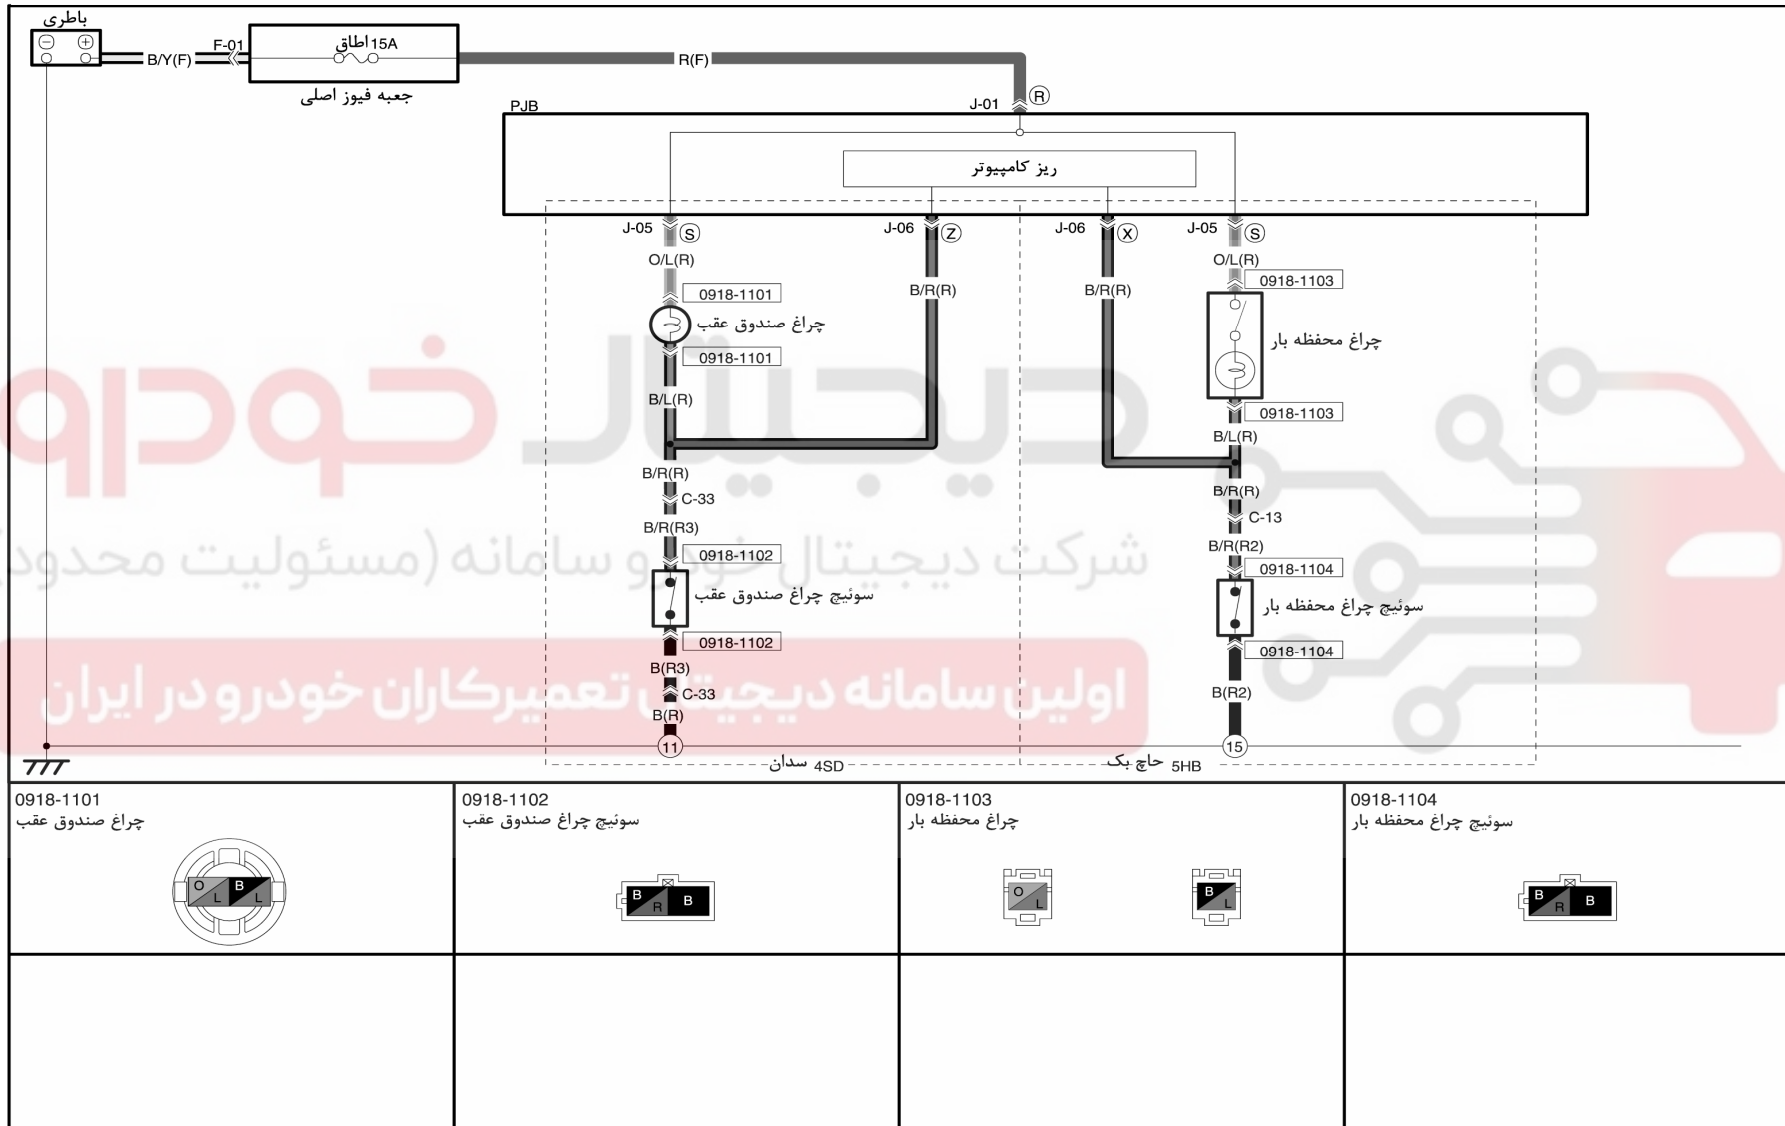 باطری
F-01
B/Y(F)
15A اطاق
جعبه فیوز اصلی
R(F)
J-01 R
PJB
ریز کامپیوتر
J-05 S
J-06 Z
J-06 X
J-05 S
O/L(R)
B/R(R)
B/R(R)
O/L(R)
0918-1101
0918-1103
چراغ صندوق عقب
چراغ محفظه بار
0918-1101
0918-1103
B/L(R)
B/L(R)
B/R(R)
B/R(R)
C-33
C-13
B/R(R3)
B/R(R2)
0918-1102
0918-1104
سوئیچ چراغ صندوق عقب
سوئیچ چراغ محفظه بار
0918-1102
0918-1104
B(R3)
B(R2)
C-33
B(R)
11
15
سدان 4SD
حاچ بک 5HB
دیجیتال خودرو
شرکت دیجیتال خودرو سامانه (مسئولیت محدود)
اولین سامانه دیجیتال تعمیرکاران خودرو در ایران
0918-1101
چراغ صندوق عقب
O L B L
0918-1102
سوئیچ چراغ صندوق عقب
B R B
0918-1103
چراغ محفظه بار
O L
B L
0918-1104
سوئیچ چراغ محفظه بار
B R B